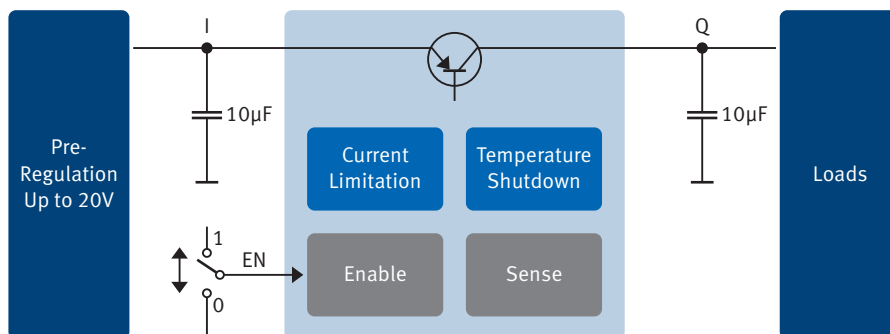 I
Q
10µF
10µF
Pre-
Regulation
Up to 20V
Current
Limitation
Temperature
Shutdown
Loads
1
EN
Enable
Sense
0